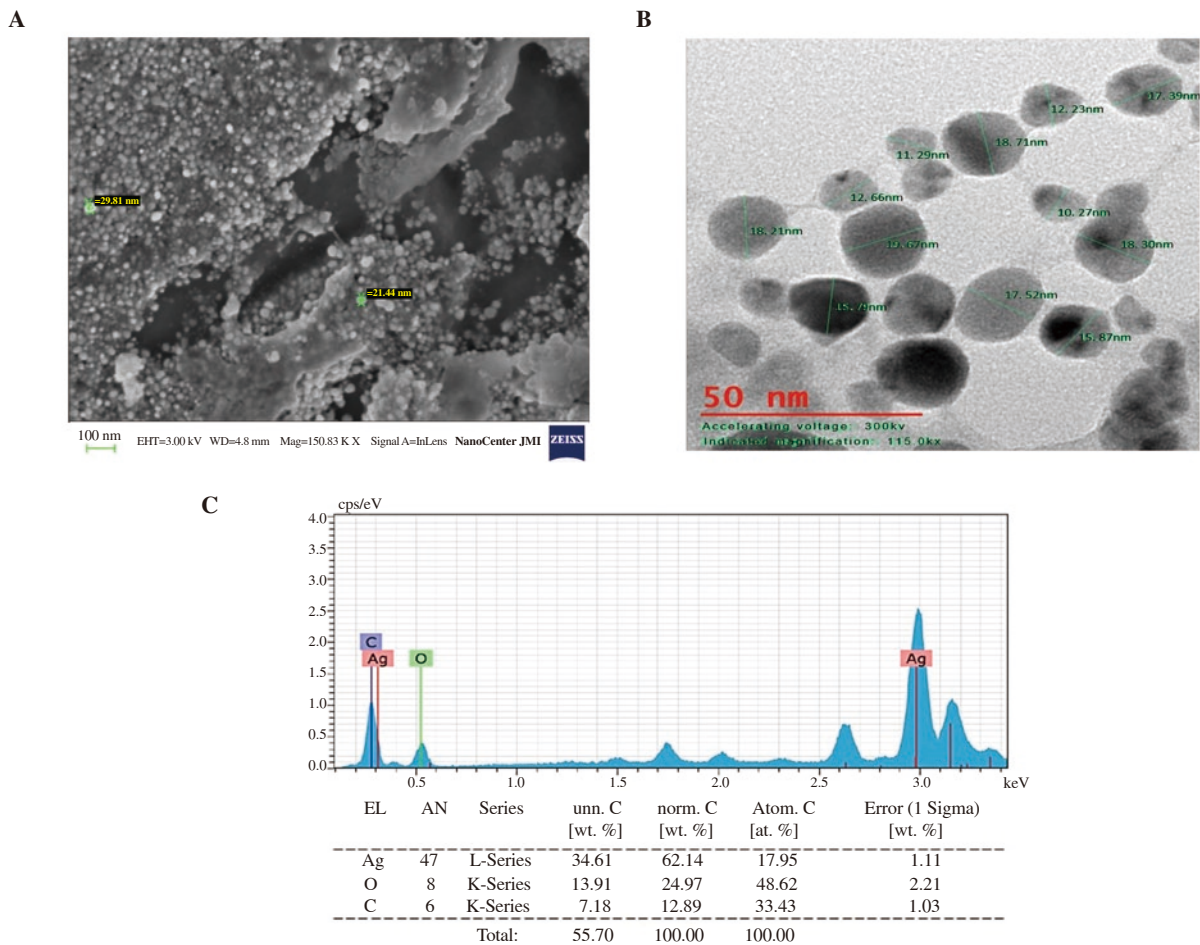 A
B
=29.81 nm
=21.44 nm
100 nm
EHT=3.00 kV WD=4.8 mm Mag=150.83 K X Signal A=InLens NanoCenter JMI
ZEISS
17. 39nm
12. 23nm
18. 71nm
11. 29nm
12. 66nm
10. 27nm
18. 21nm
19. 67nm
18. 30nm
17. 52nm
15. 87nm
50 nm
Accelerating voltage: 300kv
Indicated magnification: 115.0kx
C
cps/eV
4.0
3.5
3.0
2.5
2.0
1.5
1.0
0.5
0.0
C
Ag
O
Ag
0.5 1.0 1.5 2.0 2.5 3.0 keV
EL AN Series unn. C norm. C Atom. C Error (1 Sigma)
[wt. %] [wt. %] [at. %] [wt. %]
Ag 47 L-Series 34.61 62.14 17.95 1.11
O 8 K-Series 13.91 24.97 48.62 2.21
C 6 K-Series 7.18 12.89 33.43 1.03
Total: 55.70 100.00 100.00